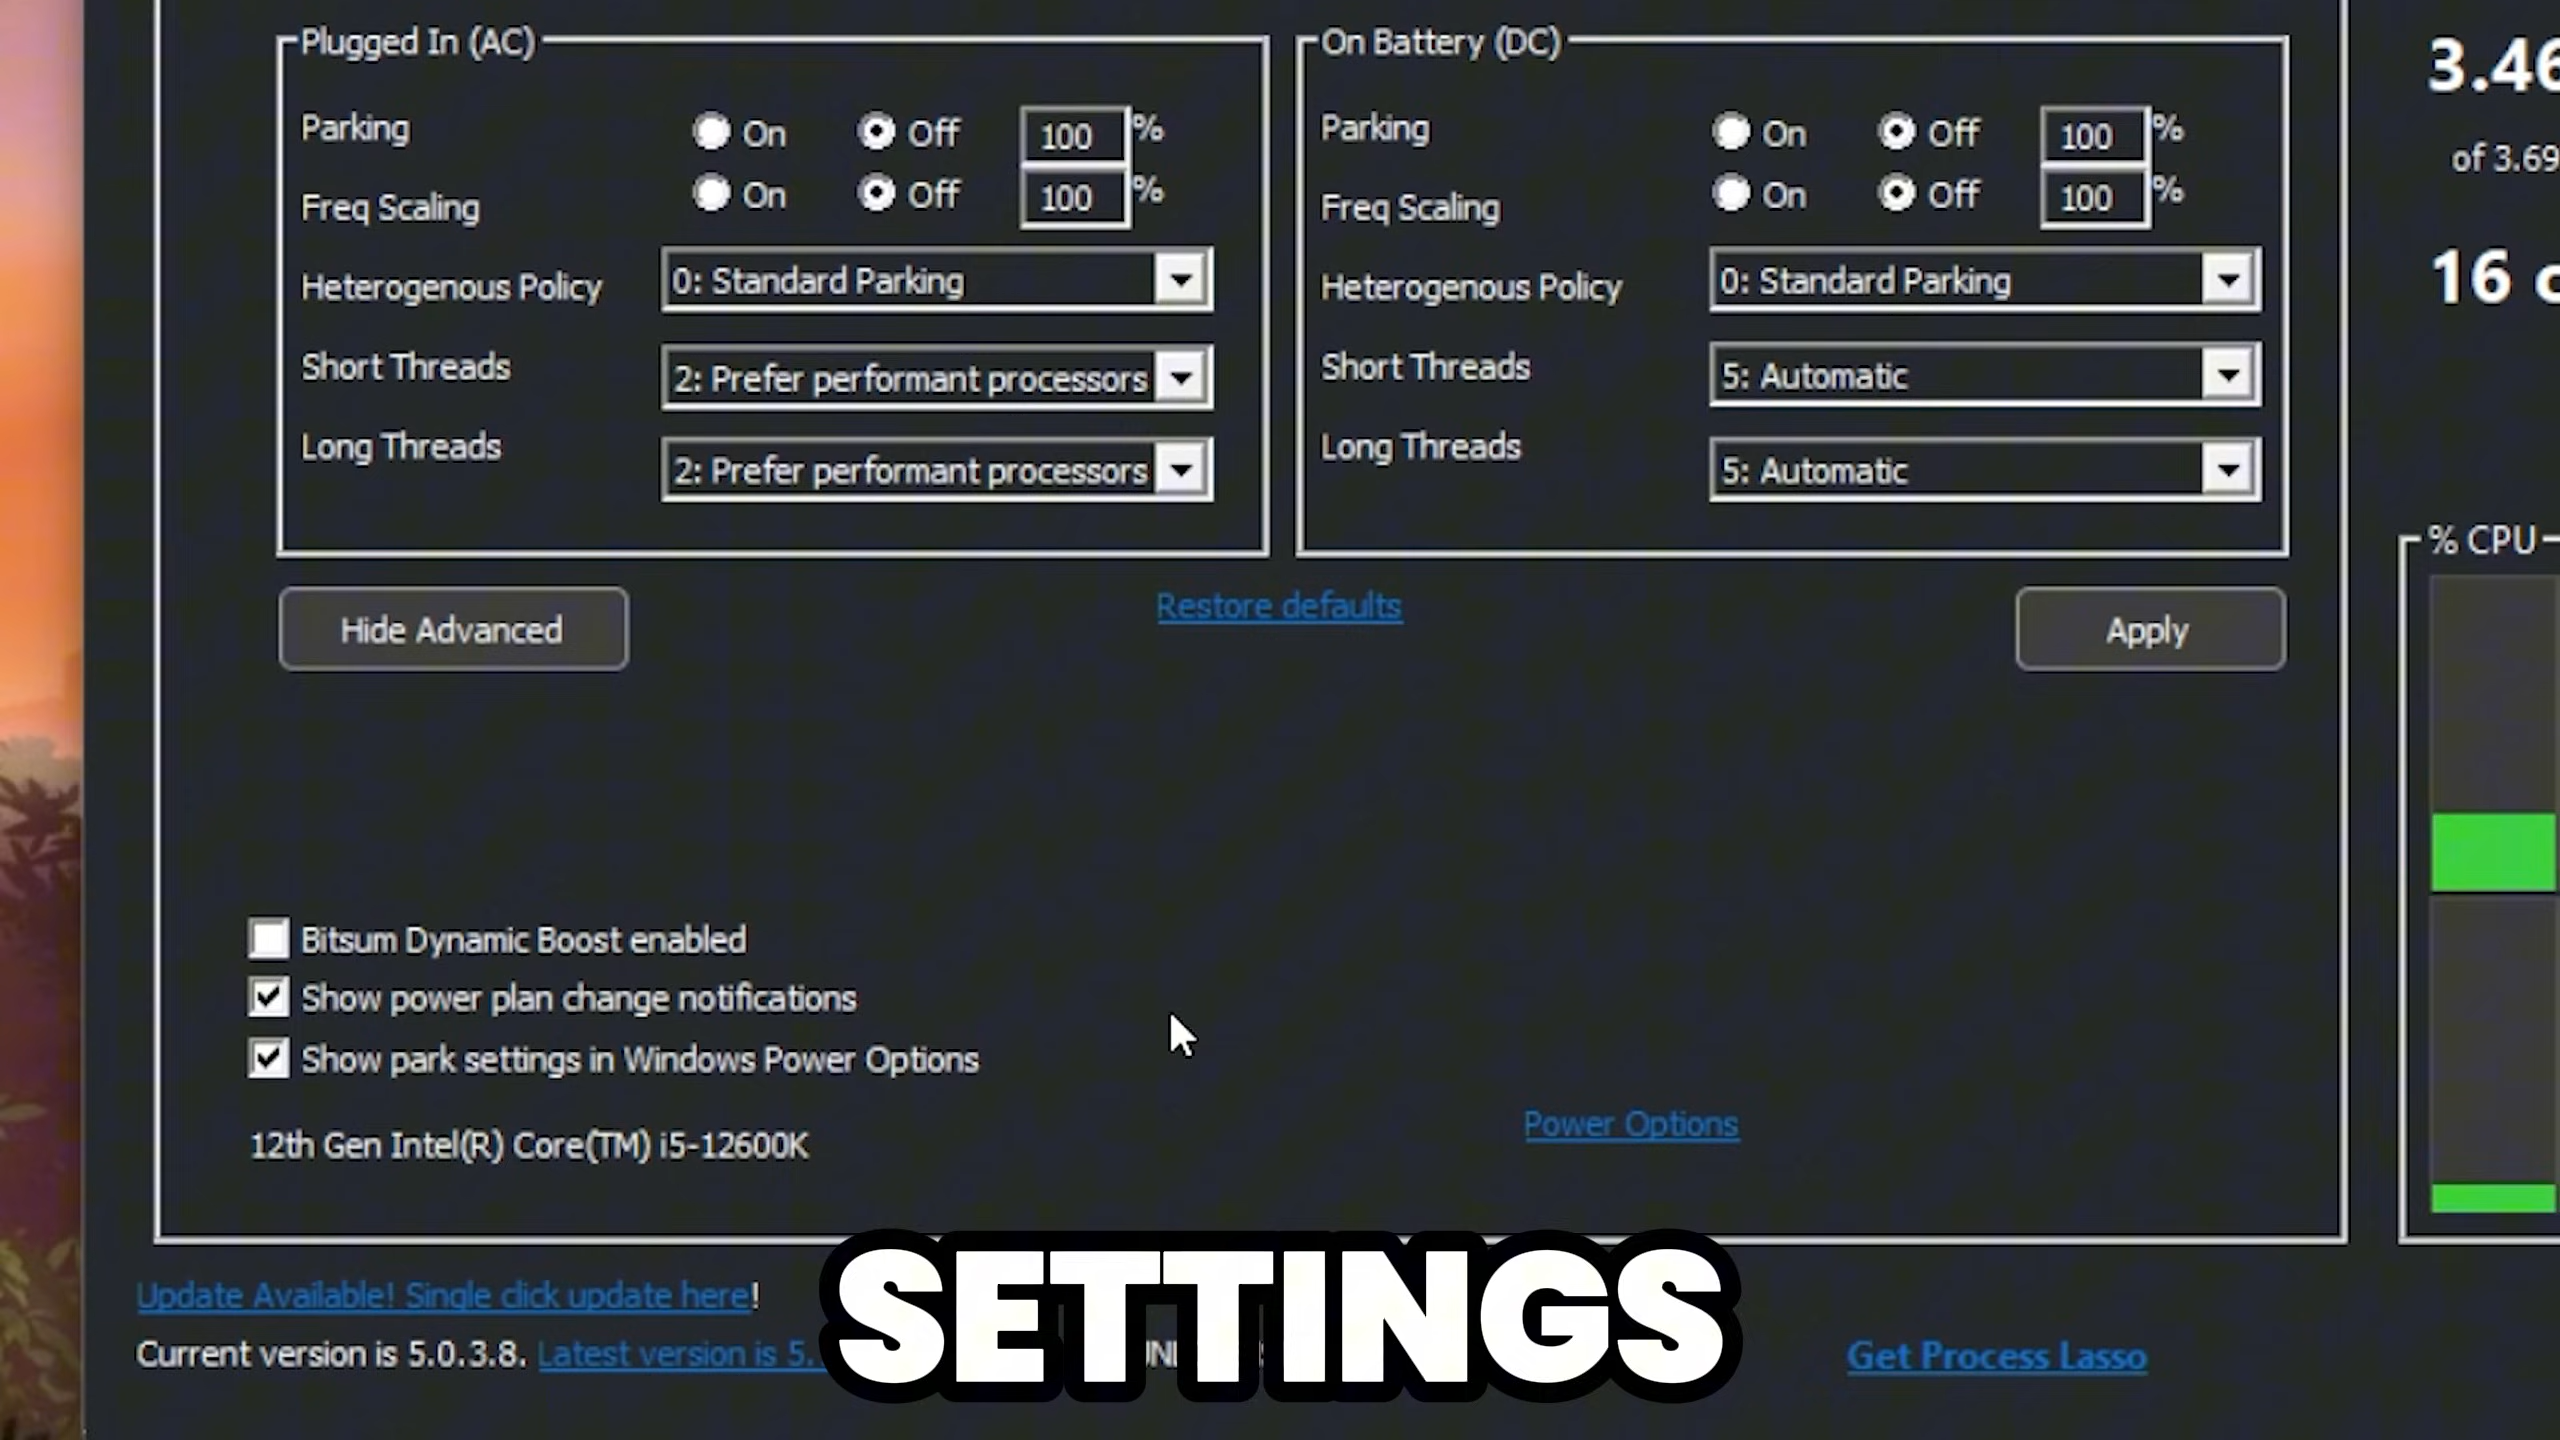 Plugged In (AC)
Parking On Off 100 %
Freq Scaling On Off 100 %
Heterogenous Policy 0: Standard Parking
Short Threads 2: Prefer performant processors
Long Threads 2: Prefer performant processors
On Battery (DC)
Parking On Off 100 %
Freq Scaling On Off 100 %
Heterogenous Policy 0: Standard Parking
Short Threads 5: Automatic
Long Threads 5: Automatic
Hide Advanced
Restore defaults
Apply
Bitsum Dynamic Boost enabled
Show power plan change notifications
Show park settings in Windows Power Options
12th Gen Intel(R) Core(TM) i5-12600K
Power Options
Update Available! Single click update here!
Current version is 5.0.3.8. Latest version is 5.
Get Process Lasso
3.46
of 3.69
16
% CPU
SETTINGS